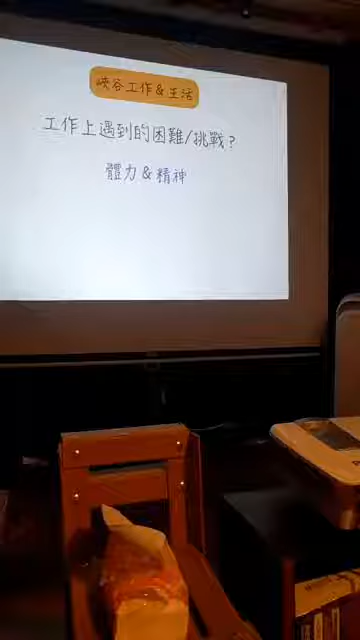 峽谷工作＆生活
工作上遇到的困難/挑戰？
體力＆精神